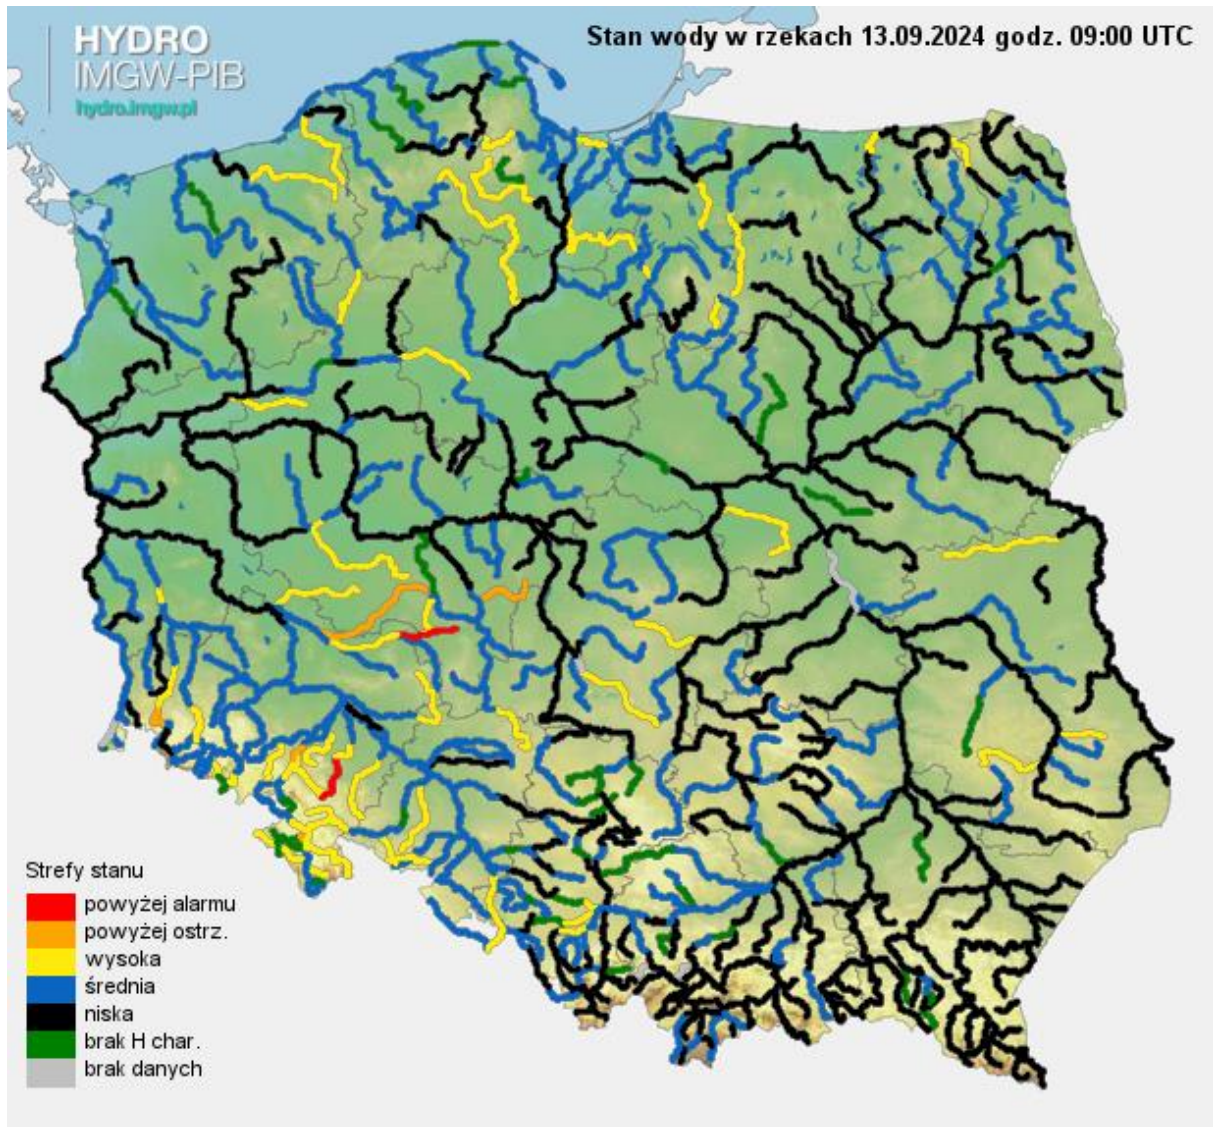 HYDRO
IMGW-PIB
hydro.imgw.pl
Stan wody w rzekach 13.09.2024 godz. 09:00 UTC
Strefy stanu
powyżej alarmu
powyżej ostrz.
wysoka
średnia
niska
brak H char.
brak danych